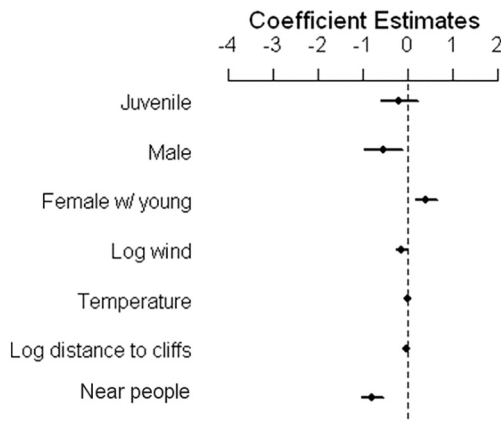 Coefficient Estimates
-4 -3 -2 -1 0 1 2
Juvenile
Male
Female w/ young
Log wind
Temperature
Log distance to cliffs
Near people